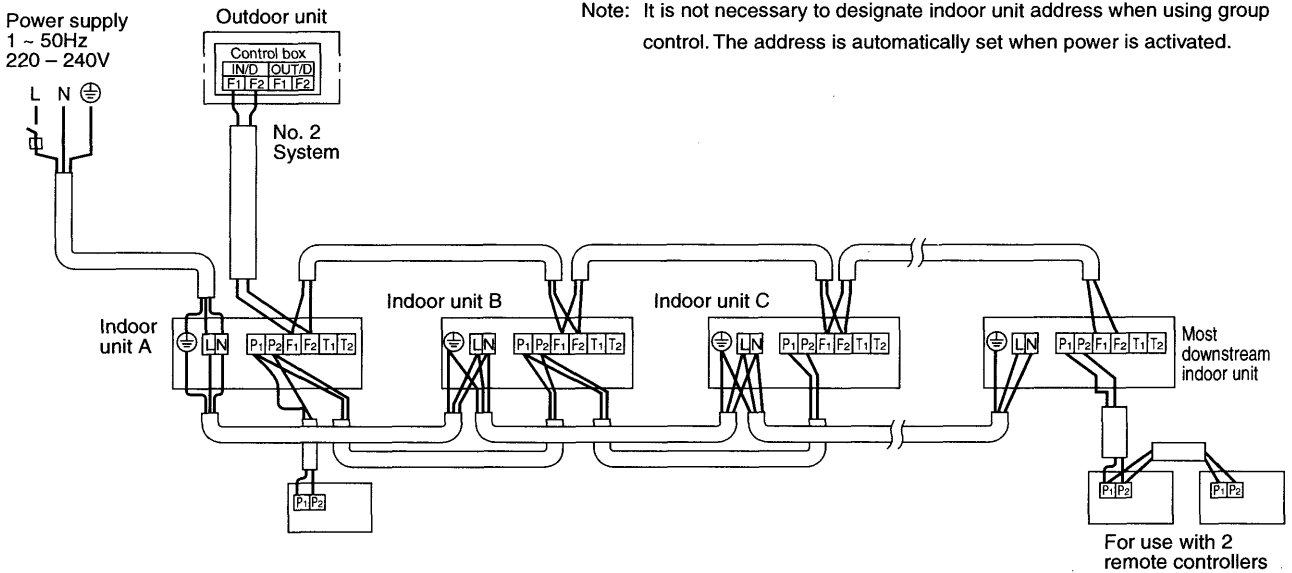 Power supply
1 ~ 50Hz
220 – 240V
L N
Outdoor unit
Control box
IN/D OUT/D
F1 F2 F1 F2
No. 2
System
Note: It is not necessary to designate indoor unit address when using group
control. The address is automatically set when power is activated.
Indoor
unit A
L N P1 P2 F1 F2 T1 T2
Indoor unit B
L N P1 P2 F1 F2 T1 T2
Indoor unit C
L N P1 P2 F1 F2 T1 T2
L N P1 P2 F1 F2 T1 T2
Most
downstream
indoor unit
P1 P2
P1 P2
P1 P2
For use with 2
remote controllers